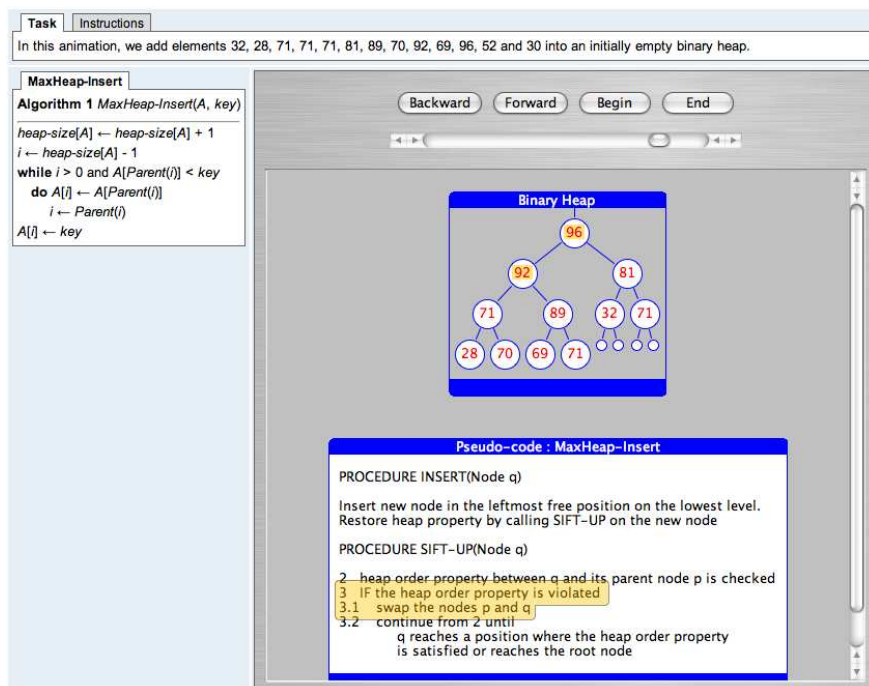 Task Instructions
In this animation, we add elements 32, 28, 71, 71, 71, 81, 89, 70, 92, 69, 96, 52 and 30 into an initially empty binary heap.
MaxHeap-Insert
Algorithm 1 MaxHeap-Insert(A, key)
heap-size[A] ← heap-size[A] + 1
i ← heap-size[A] - 1
while i > 0 and A[Parent(i)] < key
do A[i] ← A[Parent(i)]
i ← Parent(i)
A[i] ← key
Backward Forward Begin End
Binary Heap
96
92 81
71 89 32 71
28 70 69 71
Pseudo-code : MaxHeap-Insert
PROCEDURE INSERT(Node q)
Insert new node in the leftmost free position on the lowest level.
Restore heap property by calling SIFT-UP on the new node
PROCEDURE SIFT-UP(Node q)
2 heap order property between q and its parent node p is checked
3 IF the heap order property is violated
3.1 swap the nodes p and q
3.2 continue from 2 until
q reaches a position where the heap order property
is satisfied or reaches the root node